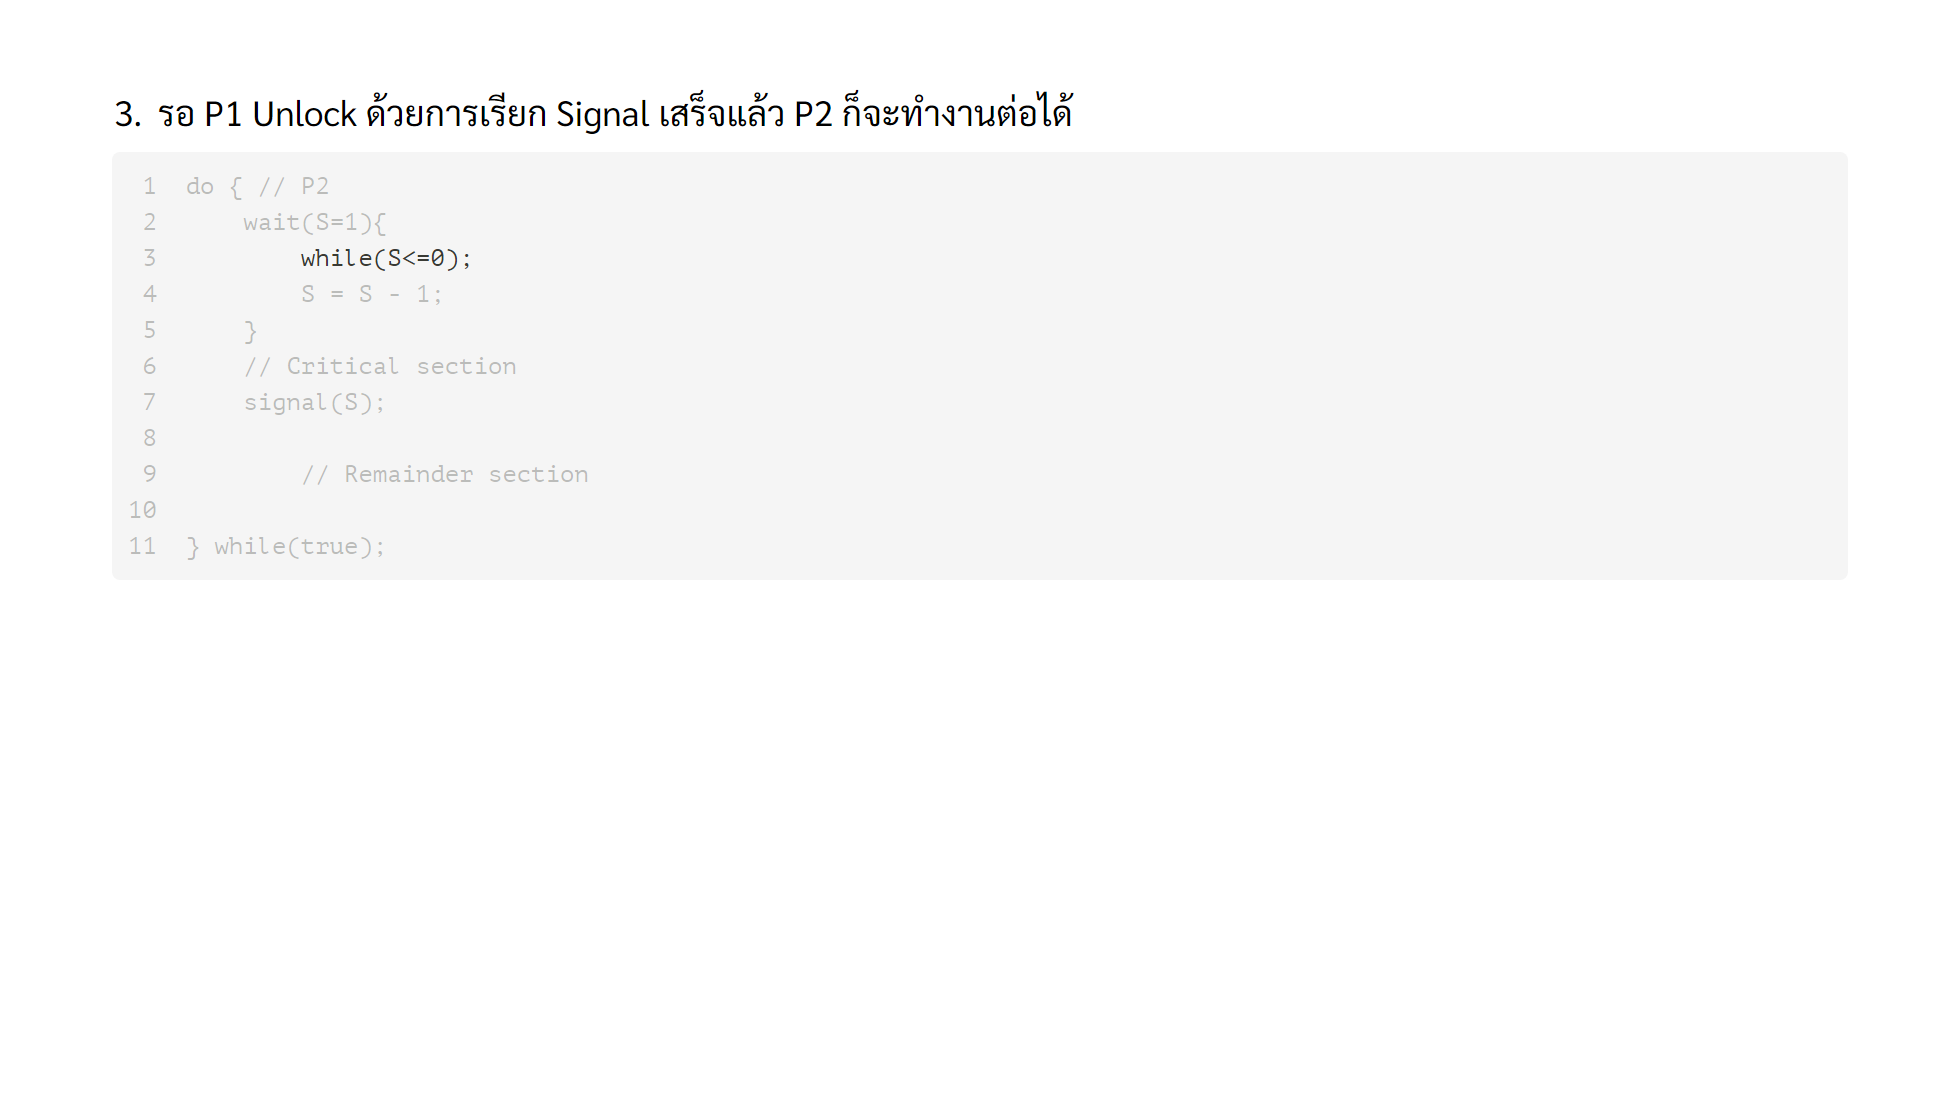 3. รอ P1 Unlock ด้วยการเรียก Signal เสร็จแล้ว P2 ก็จะทำงานต่อได้
1 do { // P2
2 wait(S=1){
3 while(S<=0);
4 S = S - 1;
5 }
6 // Critical section
7 signal(S);
8
9 // Remainder section
10
11 } while(true);